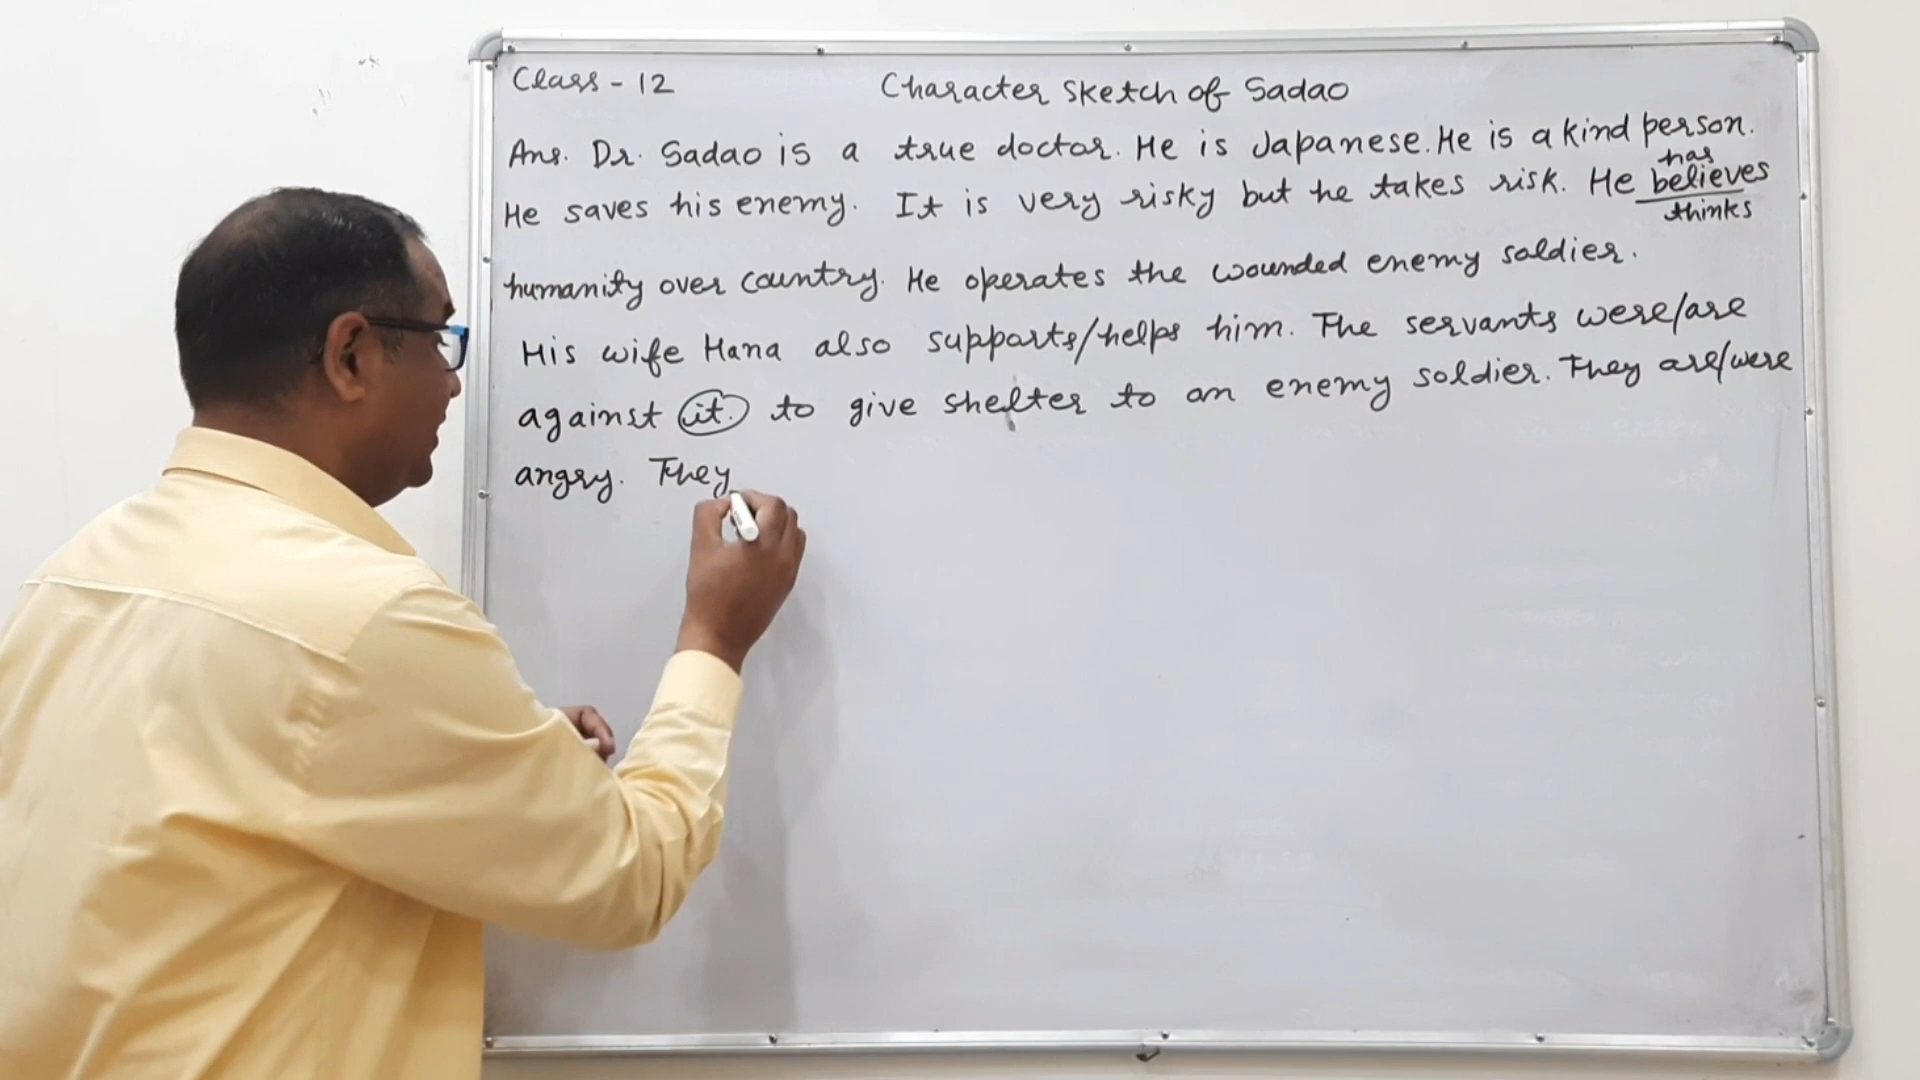 Class - 12
Character Sketch of Sadao
Ans. Dr. Sadao is a true doctor. He is Japanese. He is a kind person.
has
He saves his enemy. It is very risky but he takes risk. He believes
thinks
humanity over country. He operates the wounded enemy soldier.
His wife Hana also supports/helps him. The servants were/are
against it. to give shelter to an enemy soldier. They are/were
angry. They